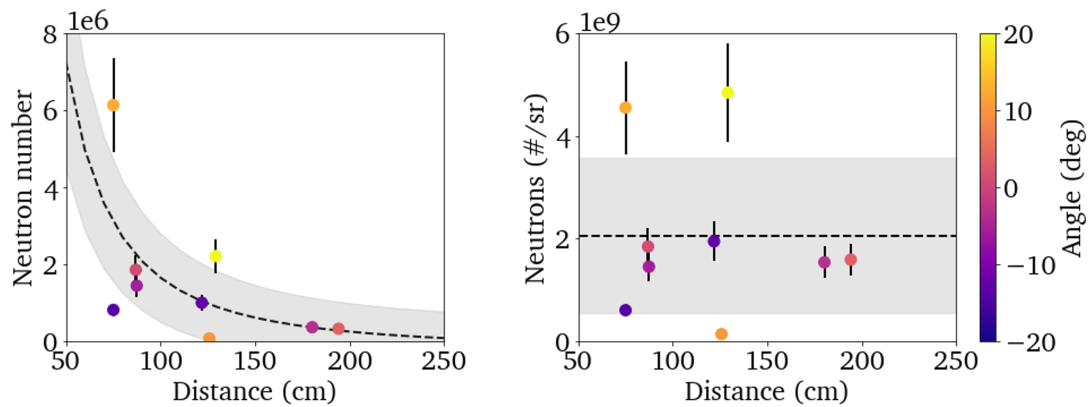 1e6
8
6
4
2
0
Neutron number
50 100 150 200 250
Distance (cm)
1e9
6
4
2
0
Neutrons (#/sr)
50 100 150 200 250
Distance (cm)
20
10
0
−10
−20
Angle (deg)